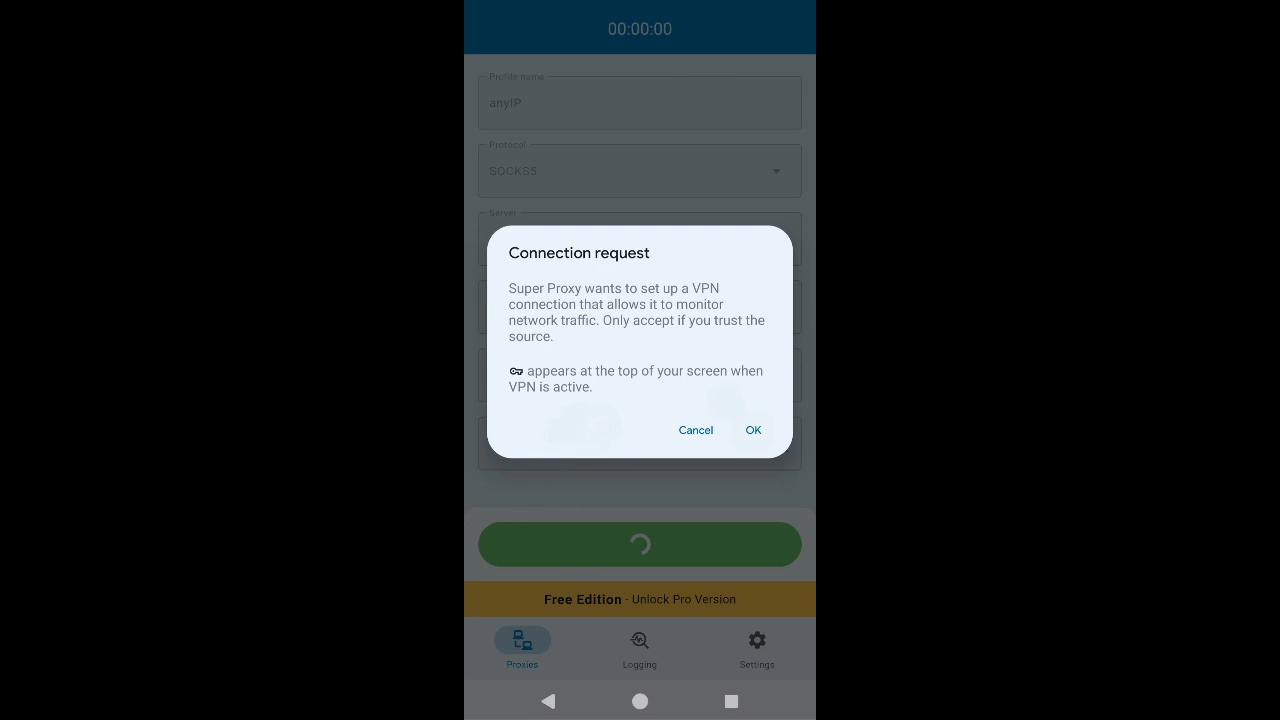 00:00:00
Profile name
anyIP
Protocol
SOCKS5
Server
Connection request
Super Proxy wants to set up a VPN
connection that allows it to monitor
network traffic. Only accept if you trust the
source.
appears at the top of your screen when
VPN is active.
Cancel OK
Free Edition - Unlock Pro Version
Proxies Logging Settings